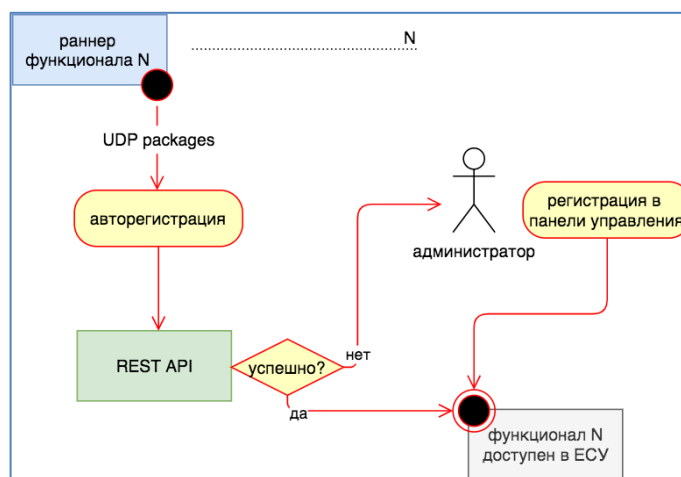 раннер
функционала N
N
UDP packages
авторегистрация
регистрация в
панели управления
администратор
REST API
успешно?
нет
да
функционал N
доступен в ЕСУ